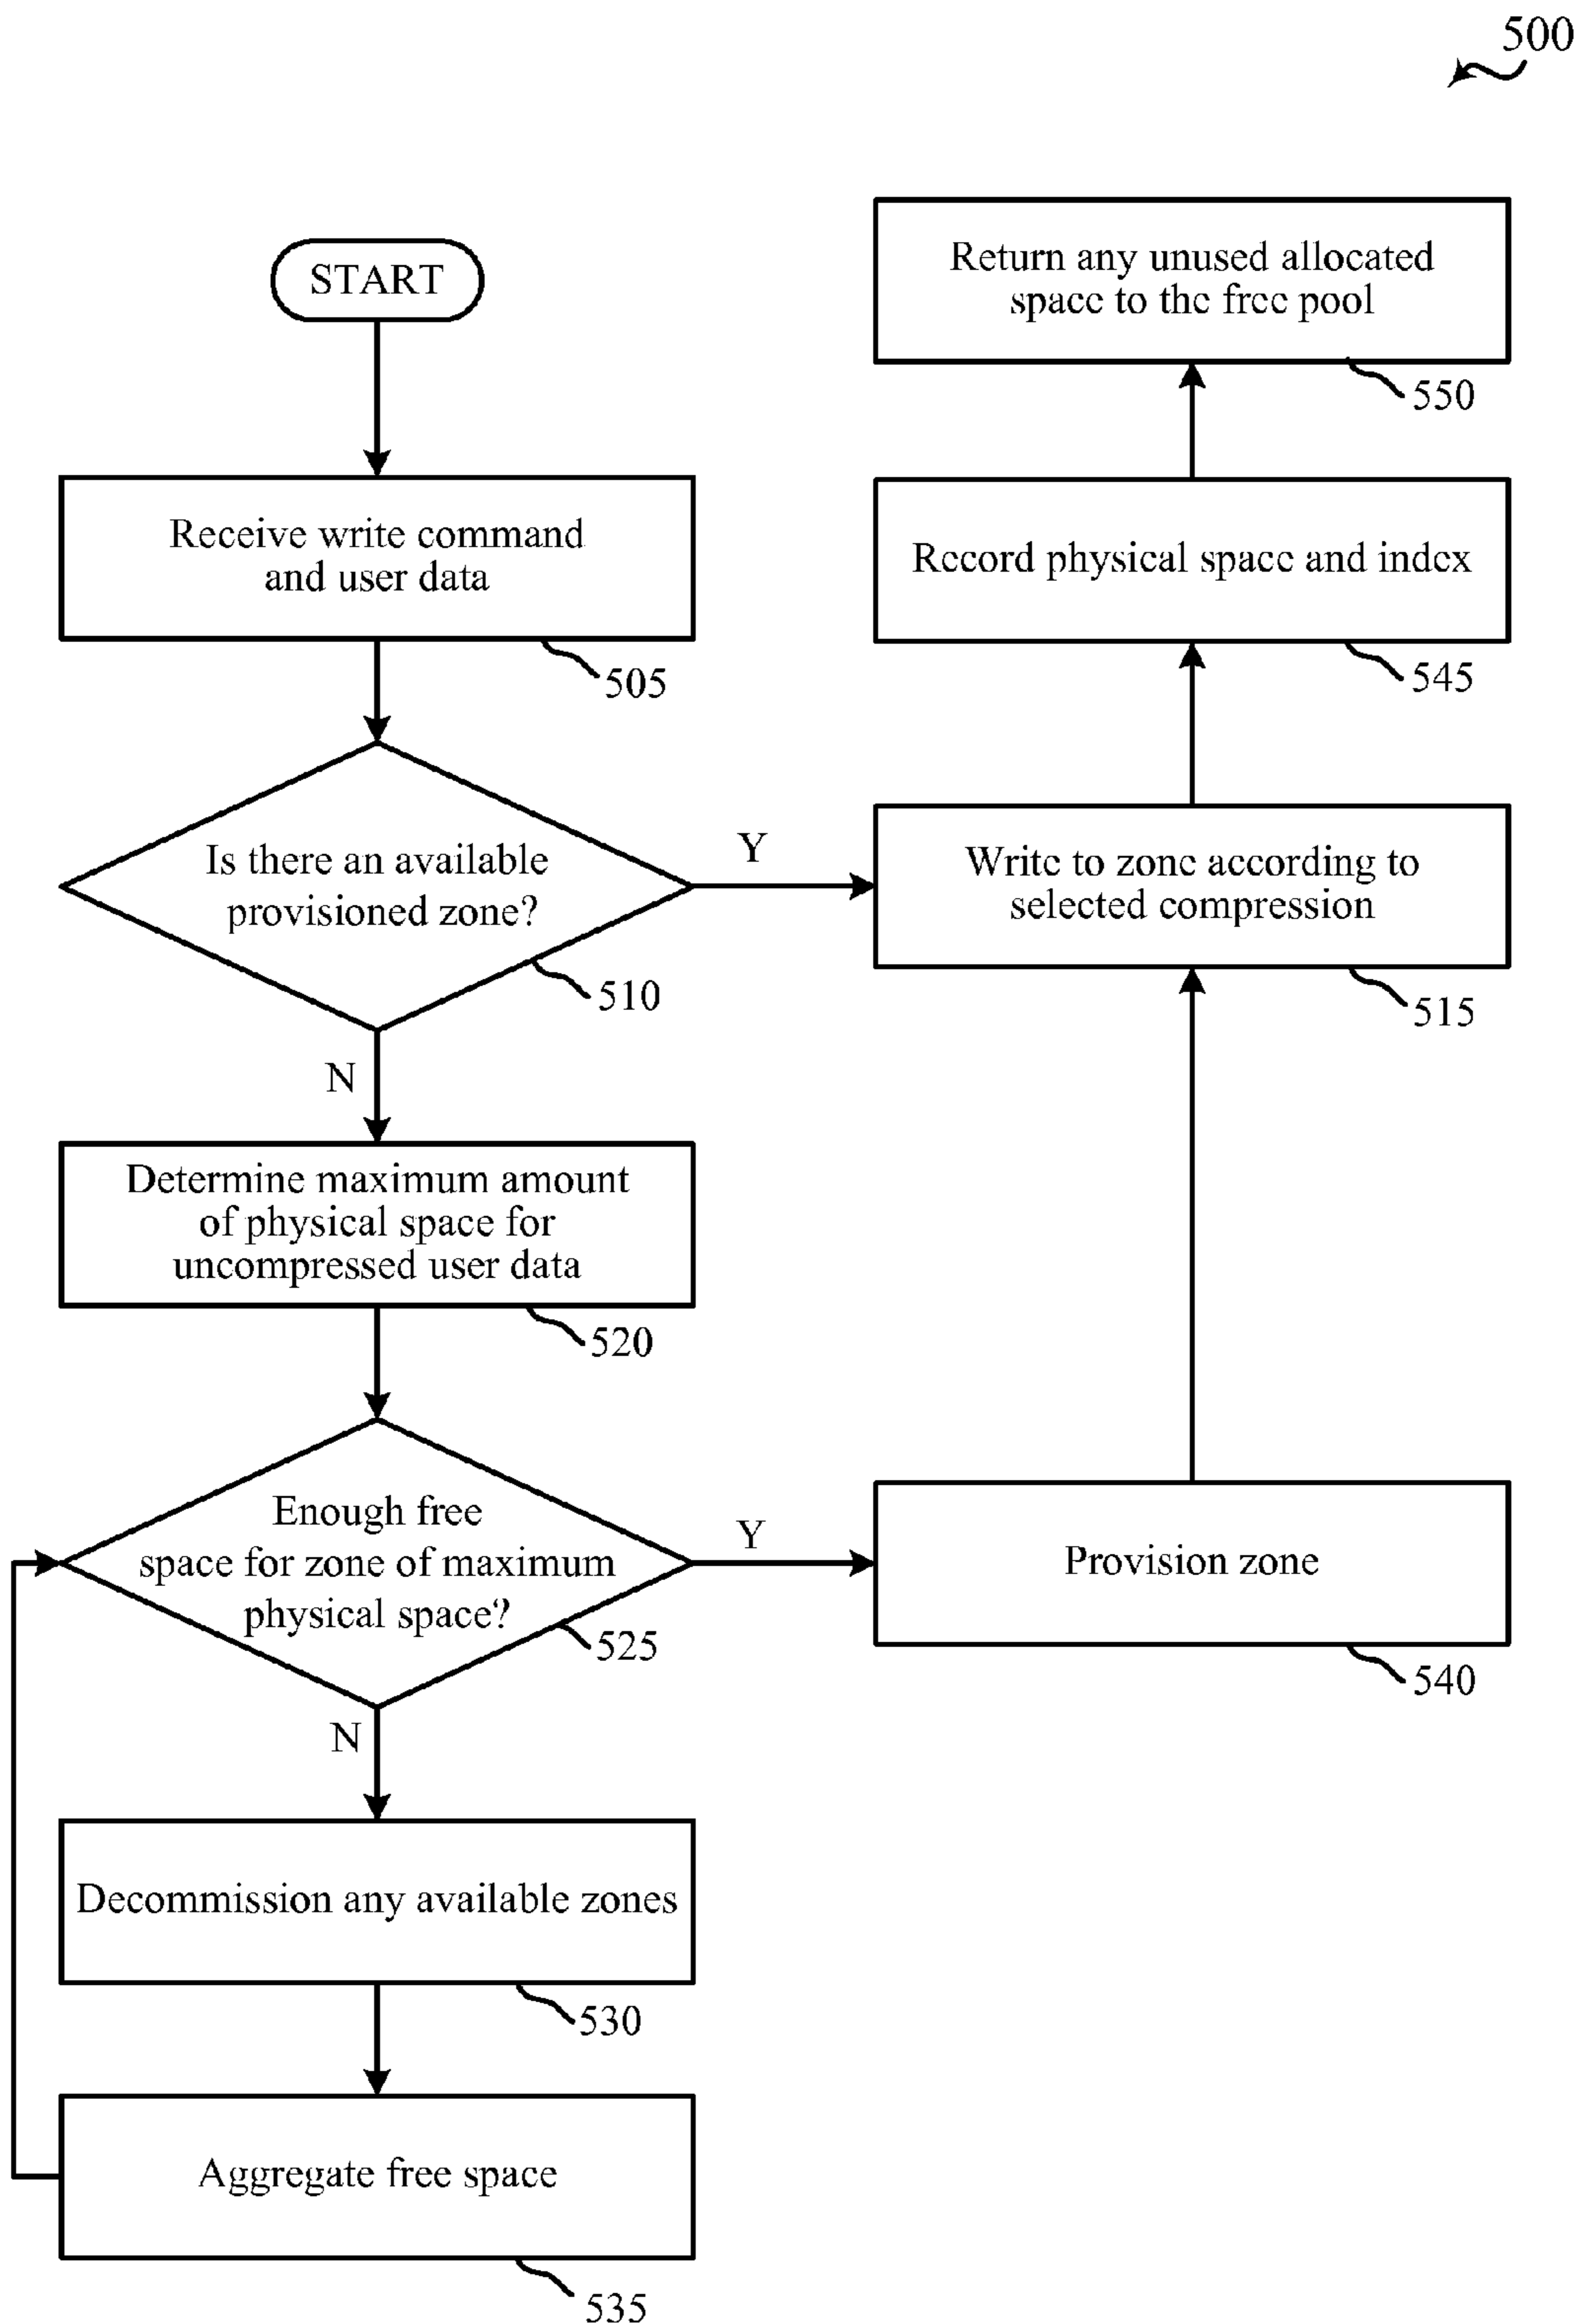 500
START
Receive write command
and user data
505
Is there an available
provisioned zone?
510
Y
N
Write to zone according to
selected compression
515
Record physical space and index
545
Return any unused allocated
space to the free pool
550
Determine maximum amount
of physical space for
uncompressed user data
520
Enough free
space for zone of maximum
physical space?
525
Y
N
Provision zone
540
Decommission any available zones
530
Aggregate free space
535